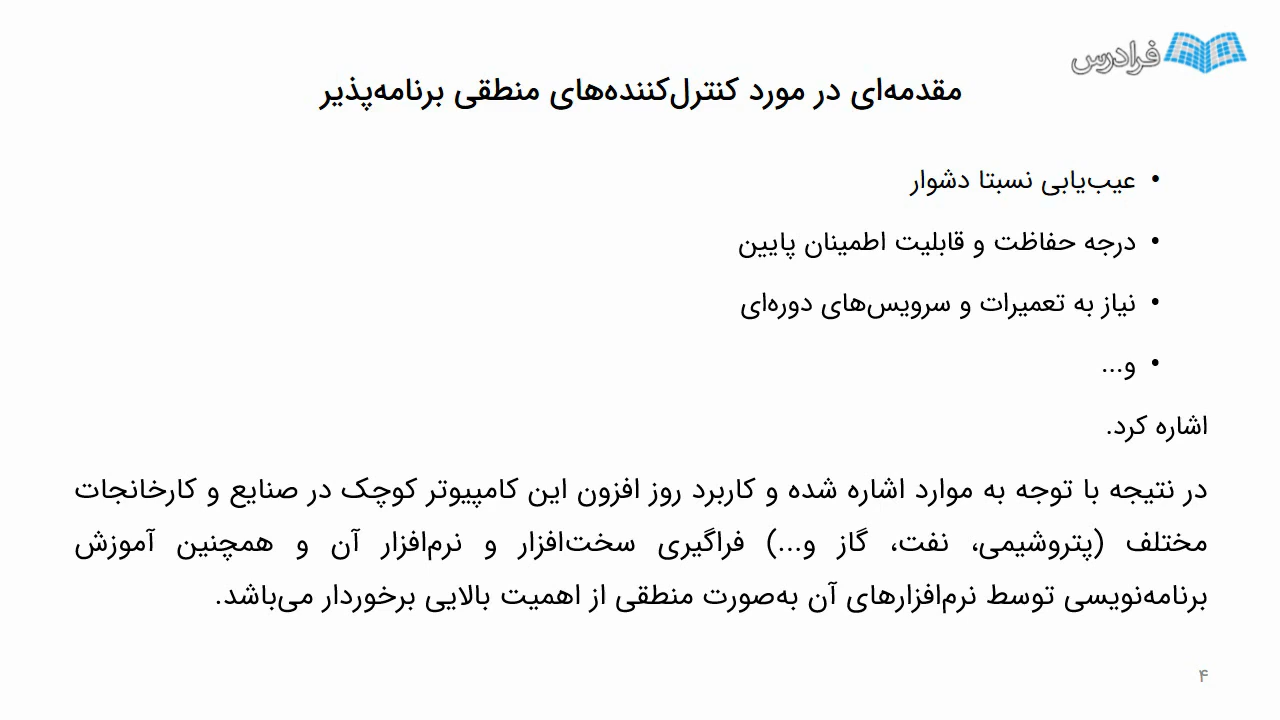 فرادرس
مقدمه‌ای در مورد کنترل‌کننده‌های منطقی برنامه‌پذیر
• عیب‌یابی نسبتا دشوار
• درجه حفاظت و قابلیت اطمینان پایین
• نیاز به تعمیرات و سرویس‌های دوره‌ای
• و...
اشاره کرد.
در نتیجه با توجه به موارد اشاره شده و کاربرد روز افزون این کامپیوتر کوچک در صنایع و کارخانجات
مختلف (پتروشیمی، نفت، گاز و...) فراگیری سخت‌افزار و نرم‌افزار آن و همچنین آموزش
برنامه‌نویسی توسط نرم‌افزارهای آن به‌صورت منطقی از اهمیت بالایی برخوردار می‌باشد.
۴